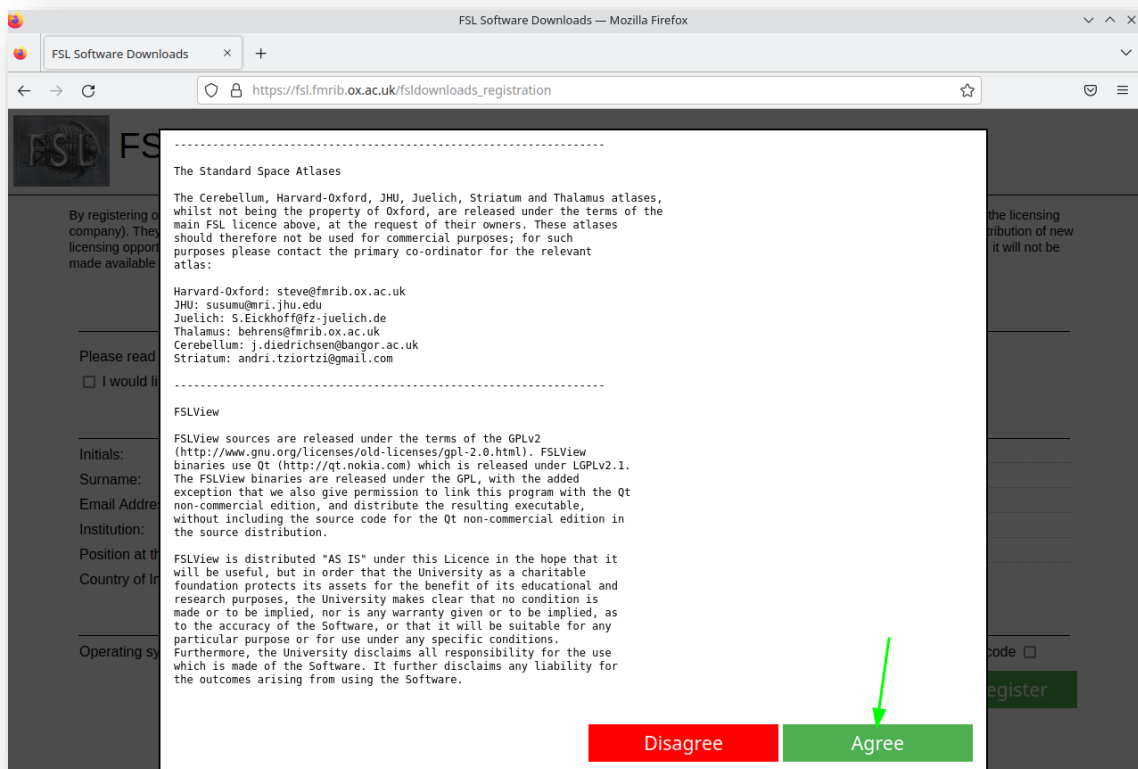 FSL Software Downloads — Mozilla Firefox
FSL Software Downloads
https://fsl.fmrib.ox.ac.uk/fsldownloads_registration
FSL
FS
By registering o
the licensing
company). They
tribution of new
licensing opport
it will not be
made available
------------------------------------------------------------------
The Standard Space Atlases
The Cerebellum, Harvard-Oxford, JHU, Juelich, Striatum and Thalamus atlases,
whilst not being the property of Oxford, are released under the terms of the
main FSL licence above, at the request of their owners. These atlases
should therefore not be used for commercial purposes; for such
purposes please contact the primary co-ordinator for the relevant
atlas:
Harvard-Oxford: steve@fmrib.ox.ac.uk
JHU: susumu@mri.jhu.edu
Juelich: S.Eickhoff@fz-juelich.de
Thalamus: behrens@fmrib.ox.ac.uk
Cerebellum: j.diedrichsen@bangor.ac.uk
Striatum: andri.tziortzi@gmail.com
------------------------------------------------------------------
FSLView
FSLView sources are released under the terms of the GPLv2
(http://www.gnu.org/licenses/old-licenses/gpl-2.0.html). FSLView
binaries use Qt (http://qt.nokia.com) which is released under LGPLv2.1.
The FSLView binaries are released under the GPL, with the added
exception that we also give permission to link this program with the Qt
non-commercial edition, and distribute the resulting executable,
without including the source code for the Qt non-commercial edition in
the source distribution.
FSLView is distributed "AS IS" under this Licence in the hope that it
will be useful, but in order that the University as a charitable
foundation protects its assets for the benefit of its educational and
research purposes, the University makes clear that no condition is
made or to be implied, nor is any warranty given or to be implied, as
to the accuracy of the Software, or that it will be suitable for any
particular purpose or for use under any specific conditions.
Furthermore, the University disclaims all responsibility for the use
which is made of the Software. It further disclaims any liability for
the outcomes arising from using the Software.
Please read
I would li
Initials:
Surname:
Email Addre
Institution:
Position at th
Country of In
Operating sy
code
egister
Disagree
Agree